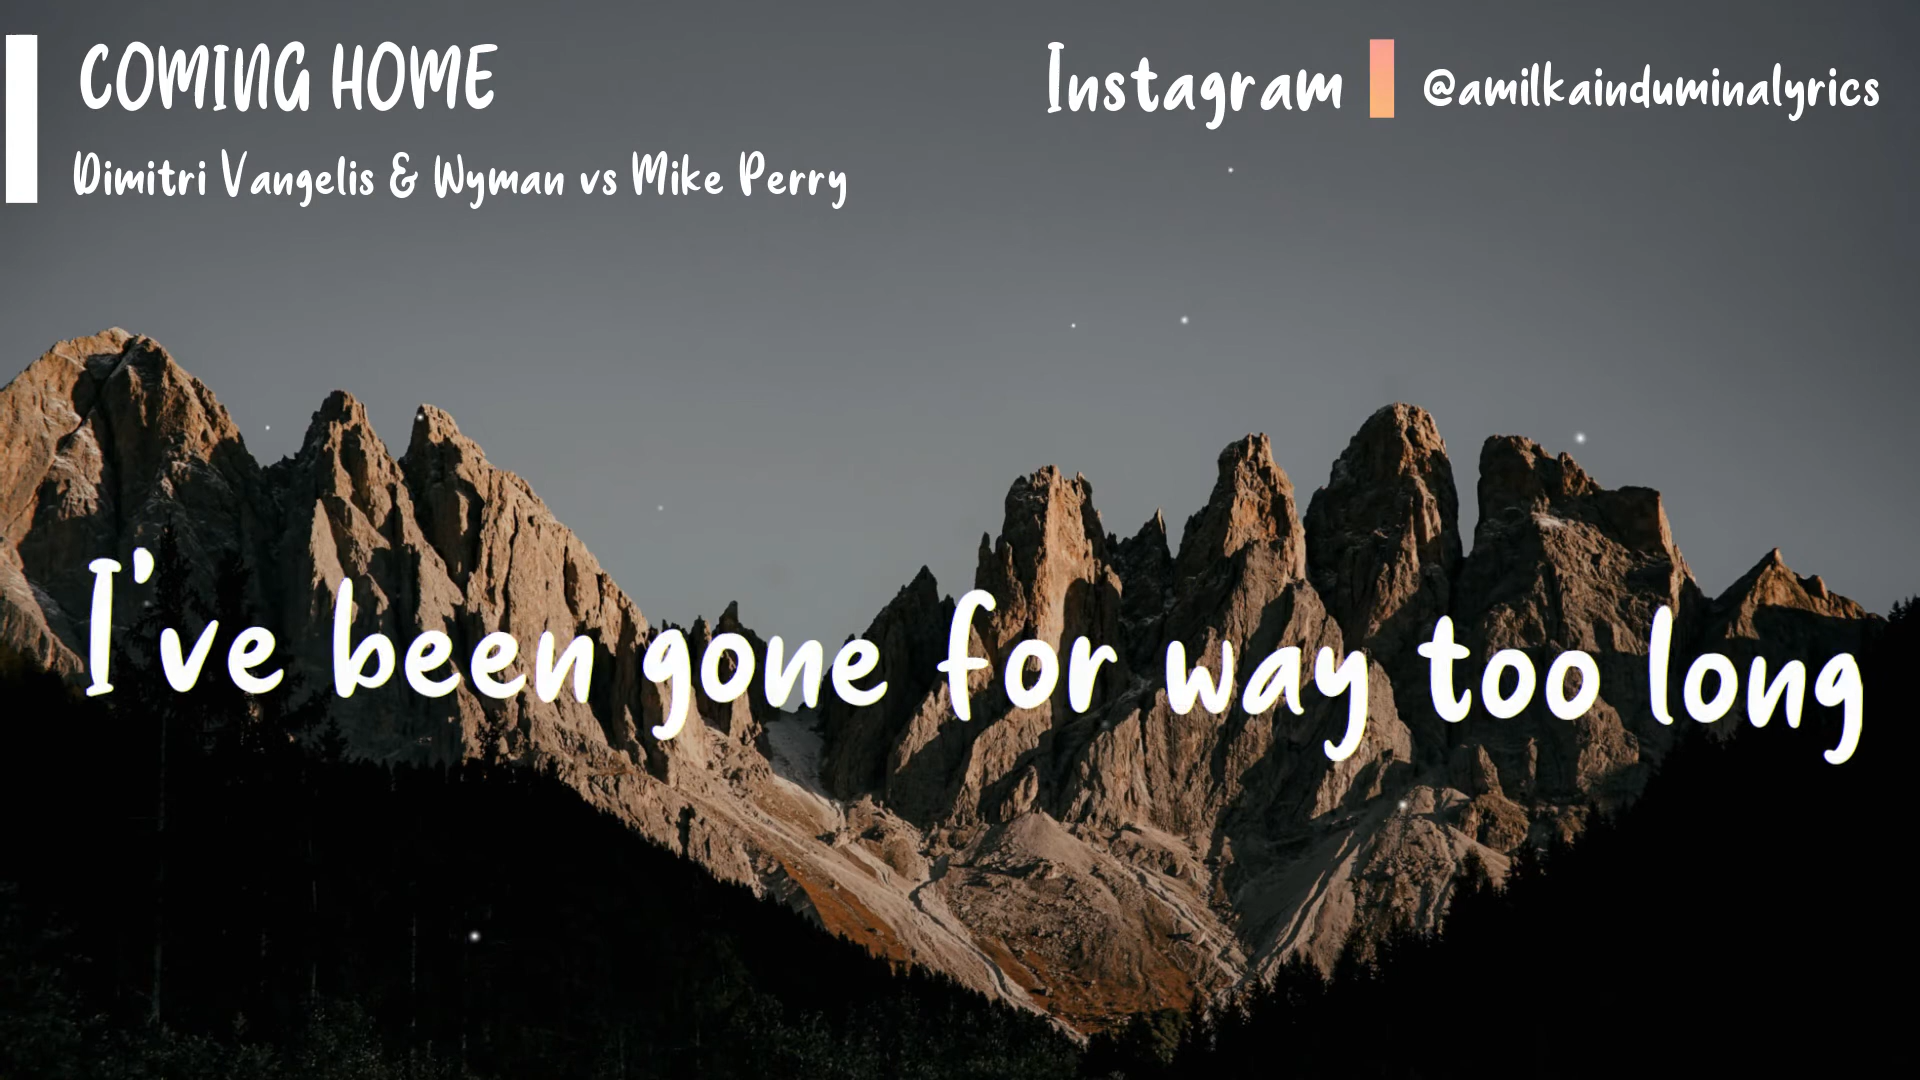 COMING HOME
Dimitri Vangelis & Wyman vs Mike Perry
Instagram
@amilkainduminalyrics
I've been gone for way too long